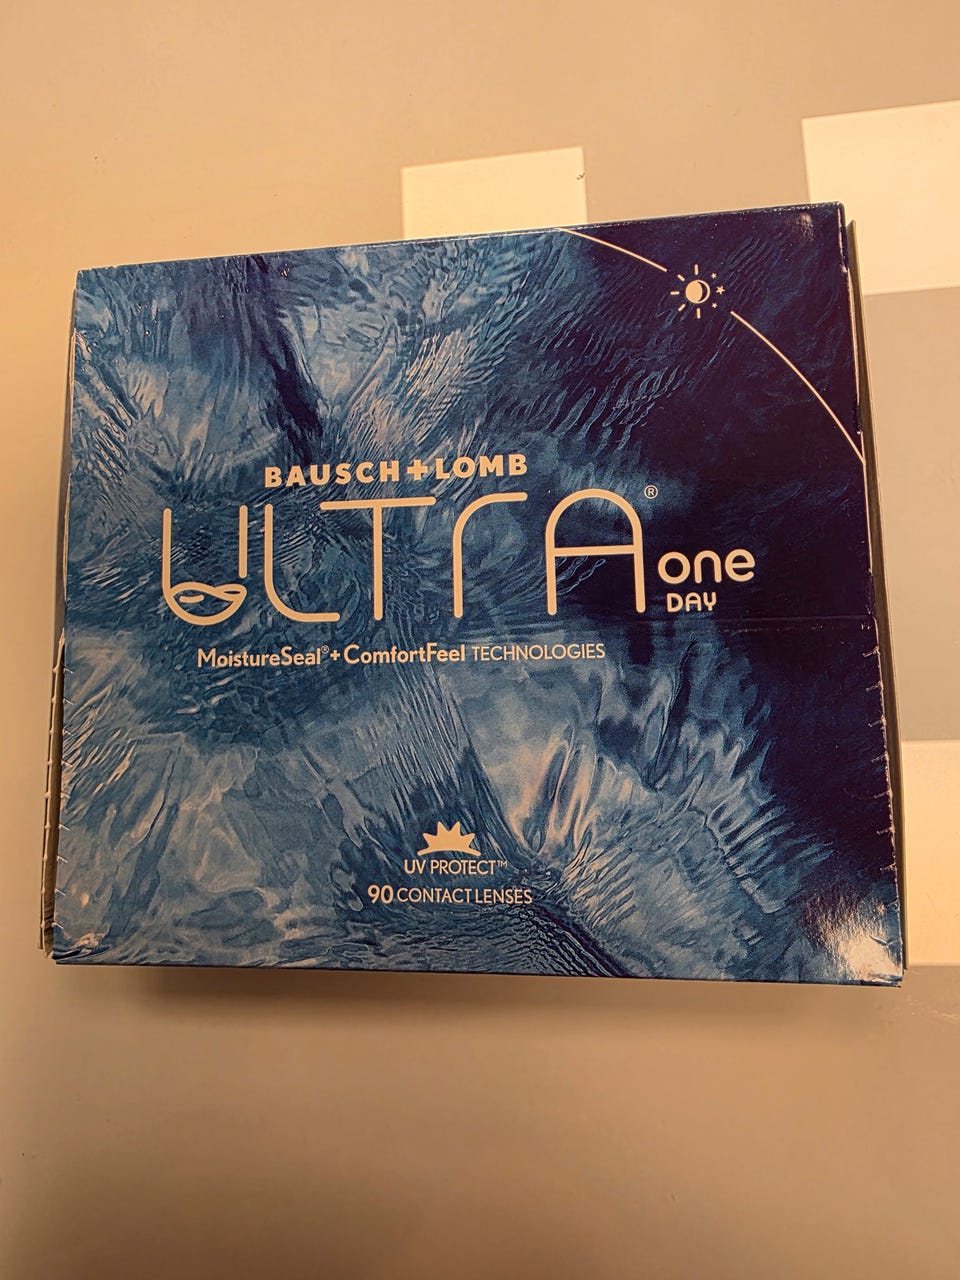 BAUSCH + LOMB
ULTRA® one DAY
MoistureSeal® + ComfortFeel TECHNOLOGIES
UV PROTECT™
90 CONTACT LENSES